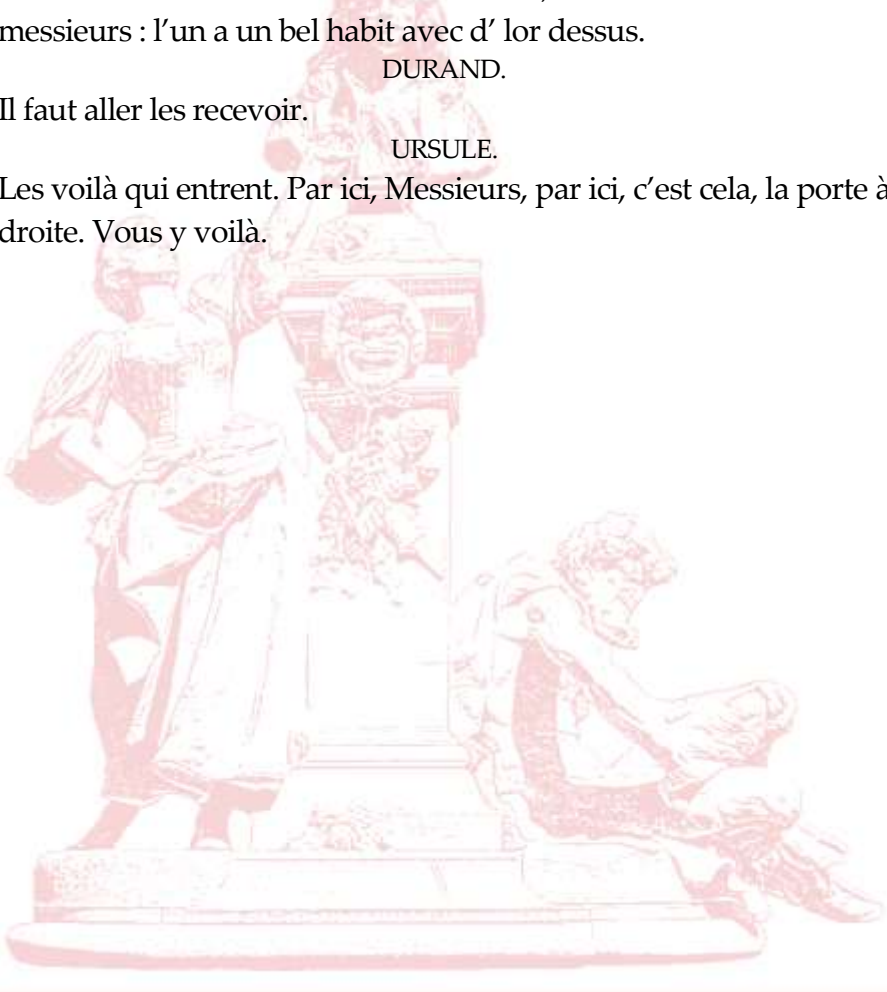 messieurs : l’un a un bel habit avec d’ lor dessus.
DURAND.
Il faut aller les recevoir.
URSULE.
Les voilà qui entrent. Par ici, Messieurs, par ici, c’est cela, la porte à
droite. Vous y voilà.